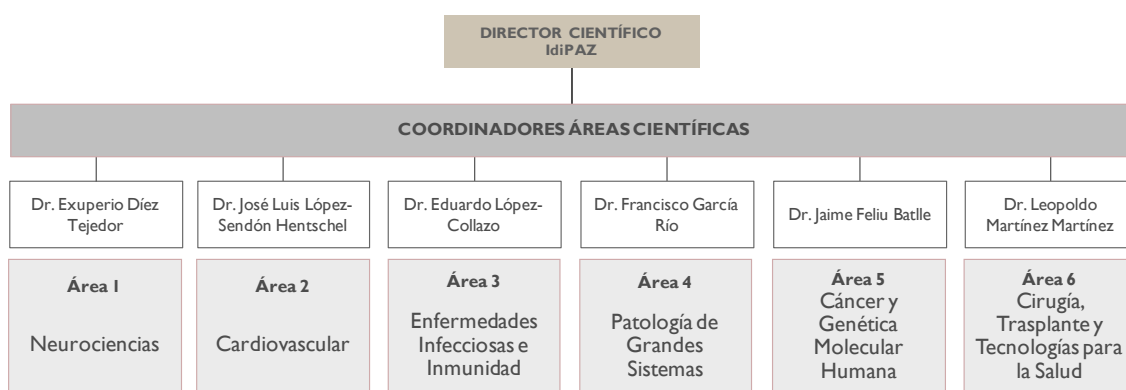 DIRECTOR CIENTÍFICO
IdiPAZ
COORDINADORES ÁREAS CIENTÍFICAS
Dr. Exuperio Díez
Tejedor
Dr. José Luis López-
Sendón Hentschel
Dr. Eduardo López-
Collazo
Dr. Francisco García
Río
Dr. Jaime Feliu Batlle
Dr. Leopoldo
Martínez Martínez
Área 1
Neurociencias
Área 2
Cardiovascular
Área 3
Enfermedades
Infecciosas e
Inmunidad
Área 4
Patología de
Grandes
Sistemas
Área 5
Cáncer y
Genética
Molecular
Humana
Área 6
Cirugía,
Trasplante y
Tecnologías para
la Salud